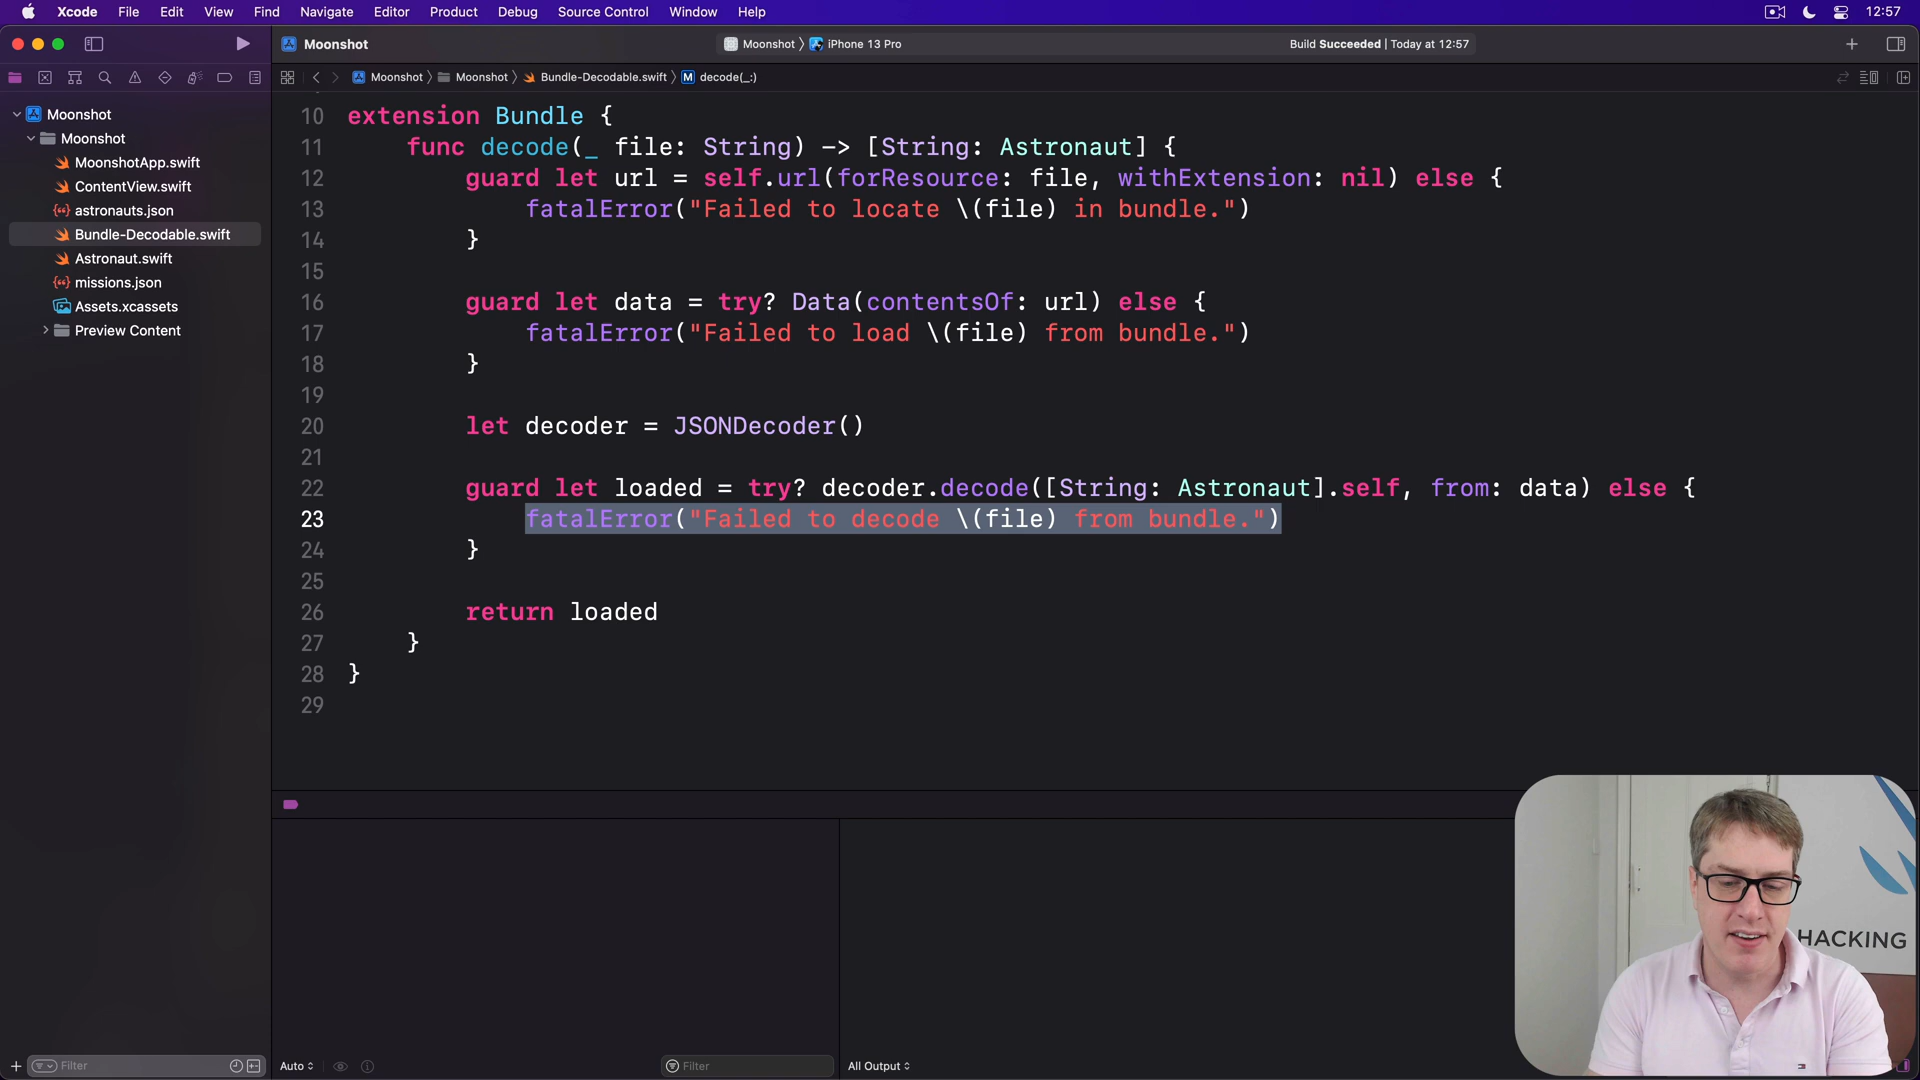 Xcode File Edit View Find Navigate Editor Product Debug Source Control Window Help 12:57
Moonshot
Moonshot iPhone 13 Pro
Build Succeeded | Today at 12:57
Moonshot Moonshot Bundle-Decodable.swift M decode(_:)
Moonshot
Moonshot
MoonshotApp.swift
ContentView.swift
astronauts.json
Bundle-Decodable.swift
Astronaut.swift
missions.json
Assets.xcassets
Preview Content
10 extension Bundle {
11 func decode(_ file: String) -> [String: Astronaut] {
12 guard let url = self.url(forResource: file, withExtension: nil) else {
13 fatalError("Failed to locate \(file) in bundle.")
14 }
15
16 guard let data = try? Data(contentsOf: url) else {
17 fatalError("Failed to load \(file) from bundle.")
18 }
19
20 let decoder = JSONDecoder()
21
22 guard let loaded = try? decoder.decode([String: Astronaut].self, from: data) else {
23 fatalError("Failed to decode \(file) from bundle.")
24 }
25
26 return loaded
27 }
28 }
29
HACKING
Filter
Auto
Filter
All Output